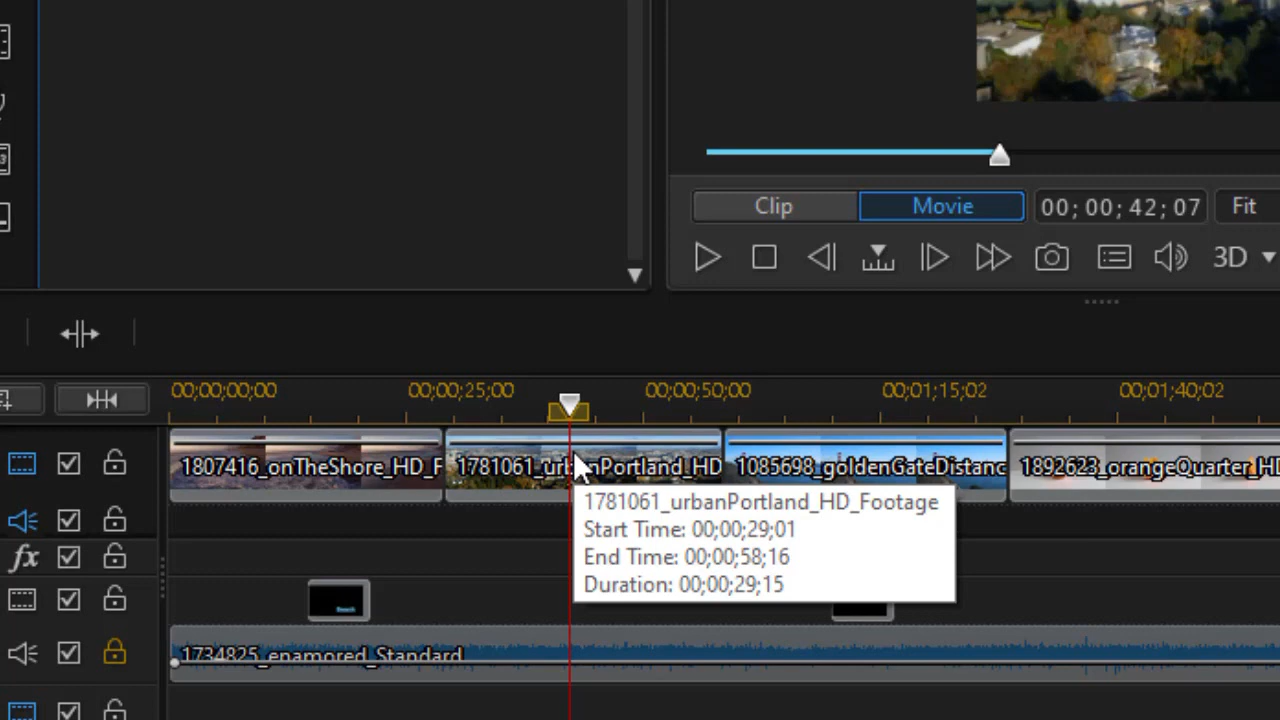 Clip
Movie
00; 00; 42; 07
Fit
3D
00;00;00;00
00;00;25;00
00;00;50;00
00;01;15;02
00;01;40;02
1807416_onTheShore_HD_F
1781061_urbanPortland_HD
1085698_goldenGateDistanc
1892623_orangeQuarter_HD
1781061_urbanPortland_HD_Footage
Start Time: 00;00;29;01
End Time: 00;00;58;16
Duration: 00;00;29;15
fx
1734825_enamored_Standard